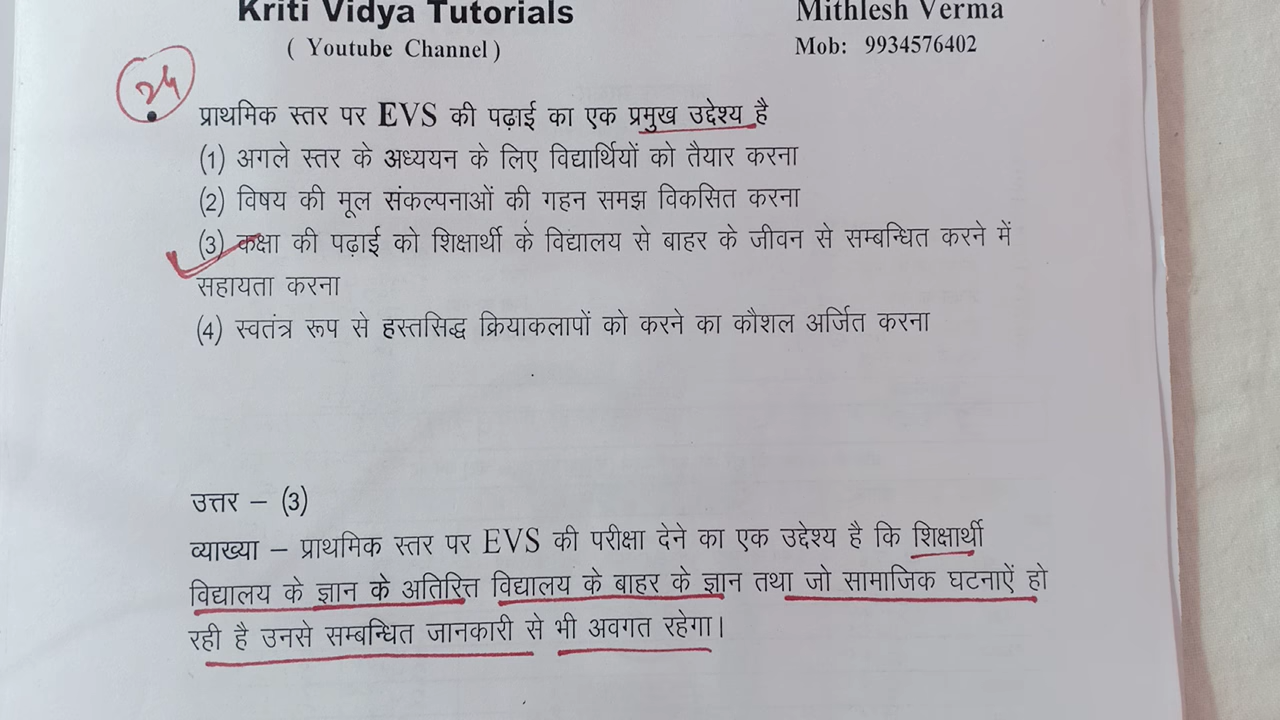 Kriti Vidya Tutorials Mithlesh Verma
( Youtube Channel ) Mob: 9934576402
प्राथमिक स्तर पर EVS की पढ़ाई का एक प्रमुख उद्देश्य है
(1) अगले स्तर के अध्ययन के लिए विद्यार्थियों को तैयार करना
(2) विषय की मूल संकल्पनाओं की गहन समझ विकसित करना
(3) कक्षा की पढ़ाई को शिक्षार्थी के विद्यालय से बाहर के जीवन से सम्बन्धित करने में
सहायता करना
(4) स्वतंत्र रूप से हस्तसिद्ध क्रियाकलापों को करने का कौशल अर्जित करना
उत्तर – (3)
व्याख्या – प्राथमिक स्तर पर EVS की परीक्षा देने का एक उद्देश्य है कि शिक्षार्थी
विद्यालय के ज्ञान के अतिरित्त विद्यालय के बाहर के ज्ञान तथा जो सामाजिक घटनाऐं हो
रही है उनसे सम्बन्धित जानकारी से भी अवगत रहेगा।